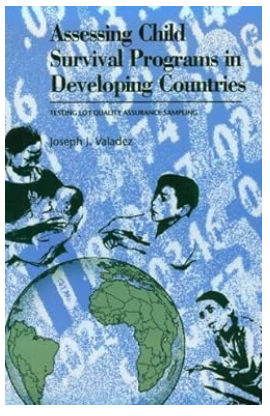 Assessing Child
Survival Programs in
Developing Countries
TESTING LOT QUALITY ASSURANCE SAMPLING
Joseph J. Valadez